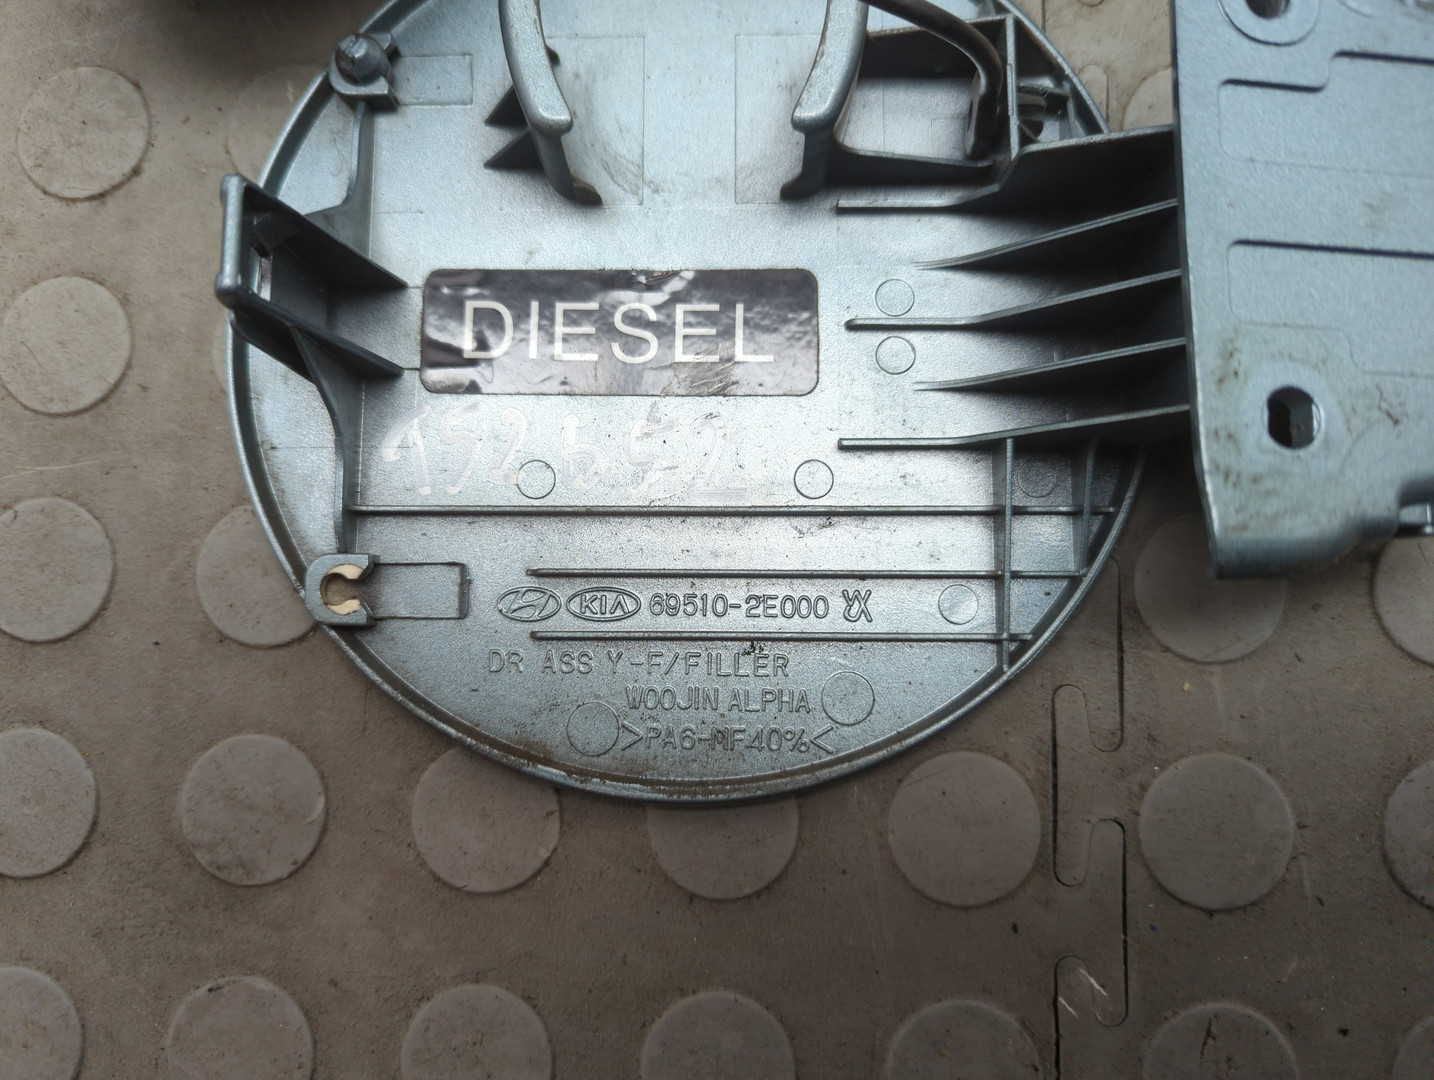 DIESEL
152652
KIA 69510-2E000
DR ASS Y-F/FILLER
WOOJIN ALPHA
>PA6-MF40%<